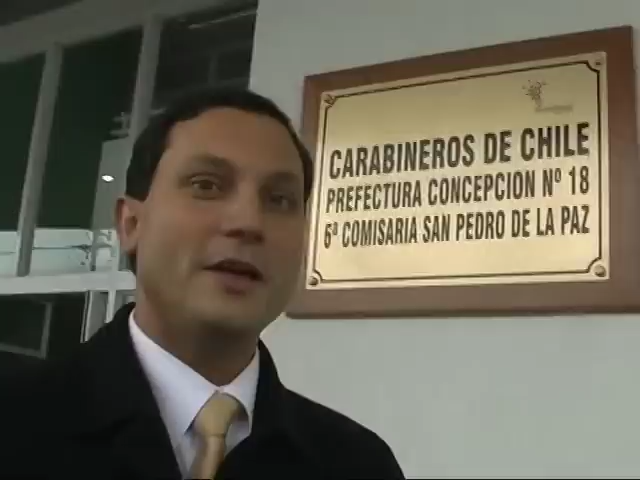 CARABINEROS DE CHILE
PREFECTURA CONCEPCION Nº 18
6ª COMISARIA SAN PEDRO DE LA PAZ